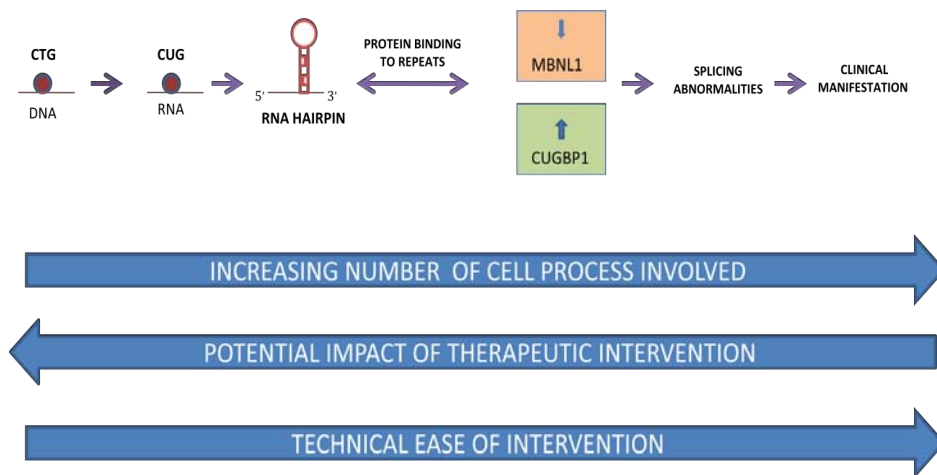 CTG
DNA
CUG
RNA
5' 3'
RNA HAIRPIN
PROTEIN BINDING
TO REPEATS
MBNL1
CUGBP1
SPLICING
ABNORMALITIES
CLINICAL
MANIFESTATION
INCREASING NUMBER OF CELL PROCESS INVOLVED
POTENTIAL IMPACT OF THERAPEUTIC INTERVENTION
TECHNICAL EASE OF INTERVENTION